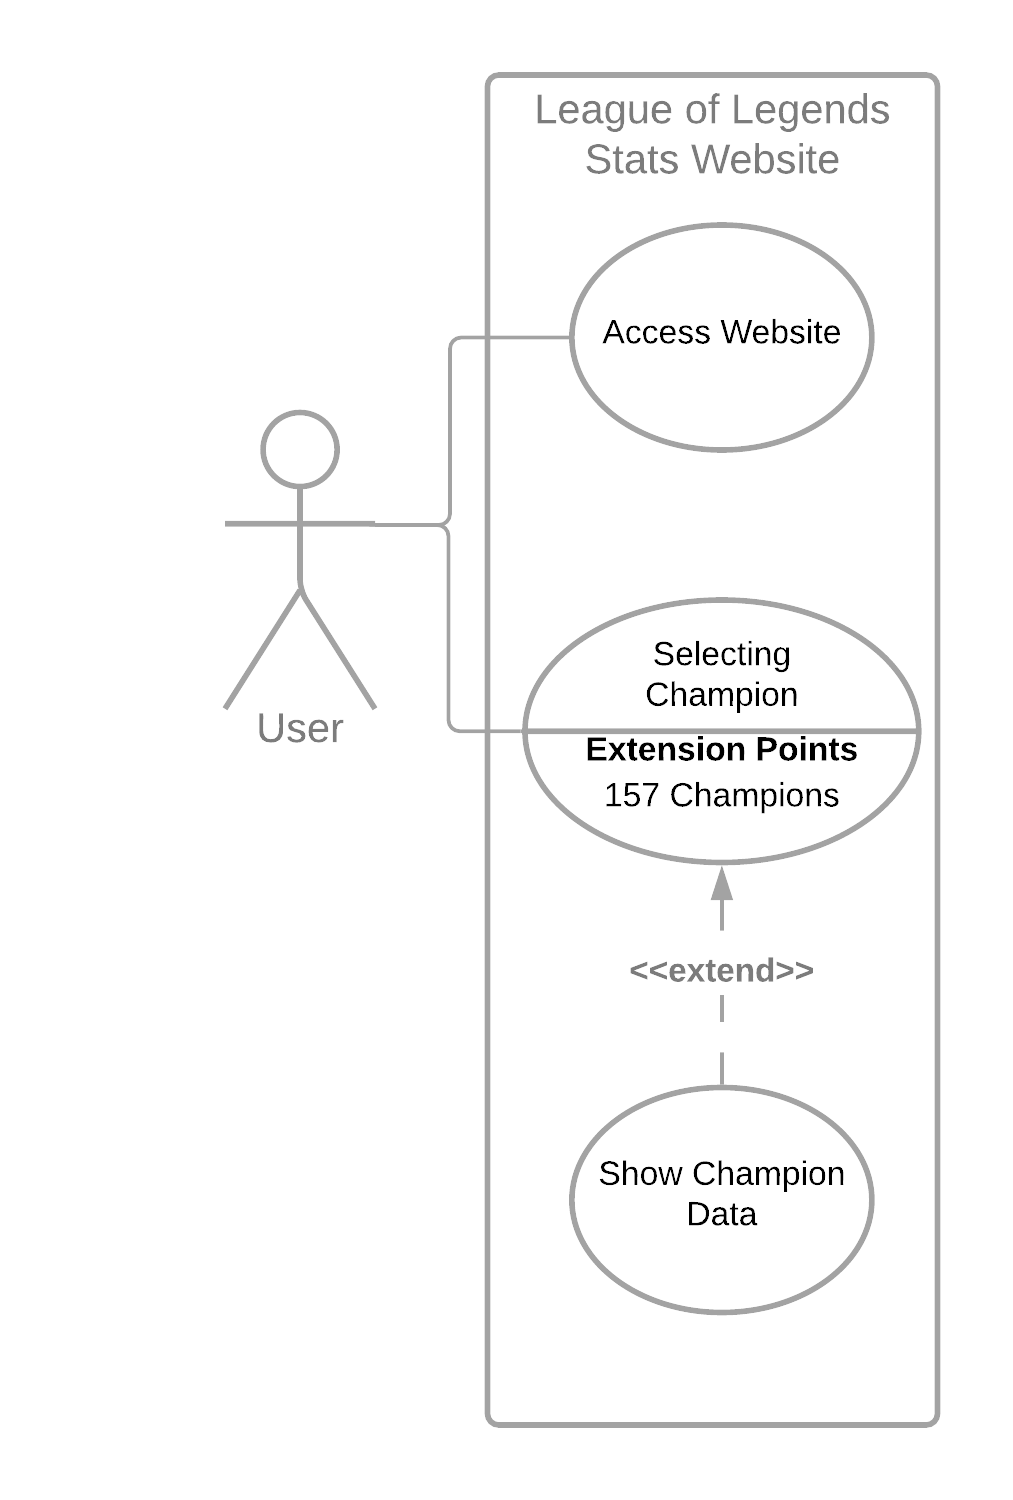 League of Legends
Stats Website
Access Website
User
Selecting
Champion
Extension Points
157 Champions
<<extend>>
Show Champion
Data